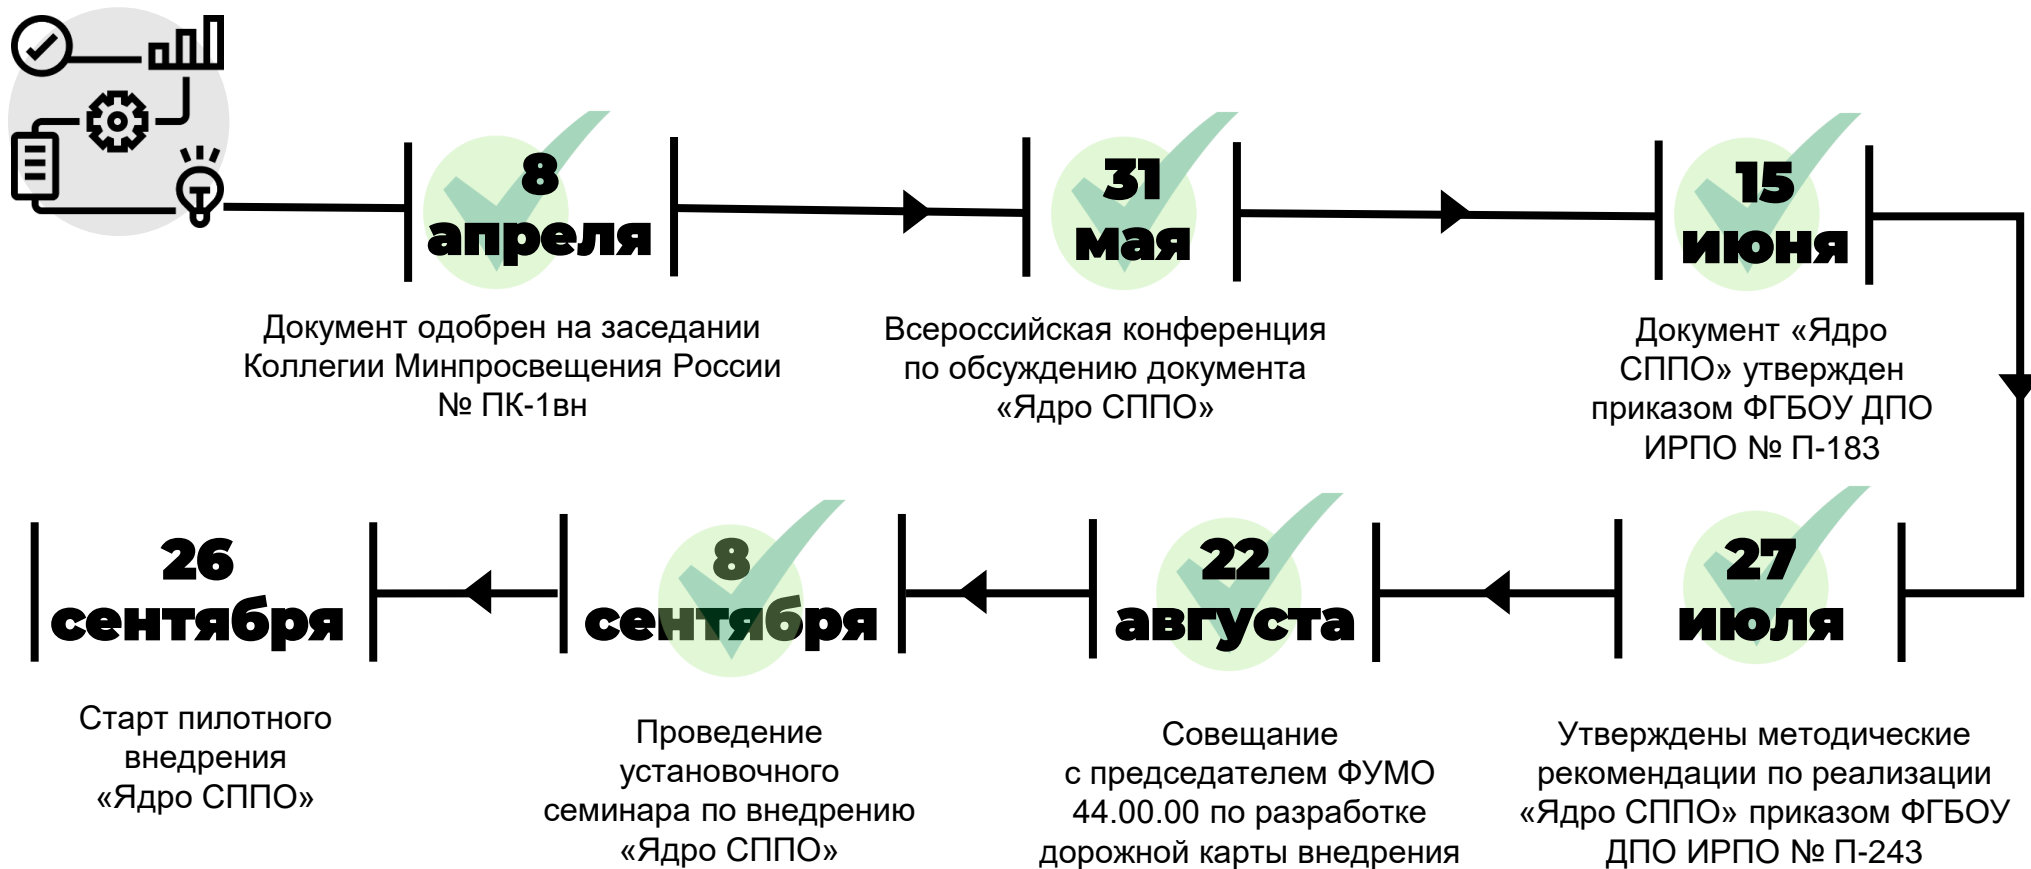 8
апреля
Документ одобрен на заседании
Коллегии Минпросвещения России
№ ПК-1вн
31
мая
Всероссийская конференция
по обсуждению документа
«Ядро СППО»
15
июня
Документ «Ядро
СППО» утвержден
приказом ФГБОУ ДПО
ИРПО № П-183
27
июля
Утверждены методические
рекомендации по реализации
«Ядро СППО» приказом ФГБОУ
ДПО ИРПО № П-243
22
августа
Совещание
с председателем ФУМО
44.00.00 по разработке
дорожной карты внедрения
8
сентября
Проведение
установочного
семинара по внедрению
«Ядро СППО»
26
сентября
Старт пилотного
внедрения
«Ядро СППО»